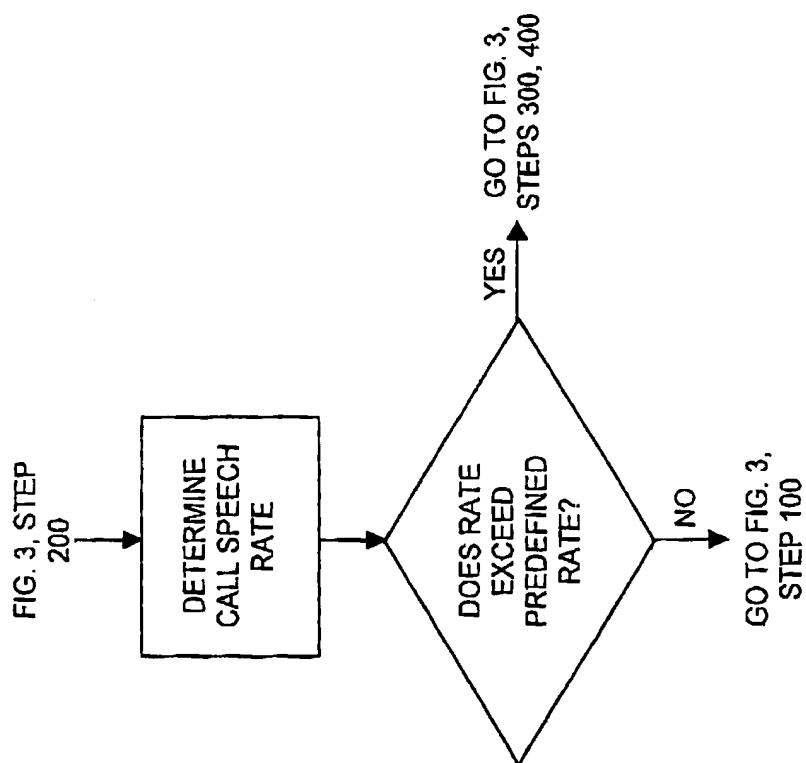 FIG. 3, STEP
200
DETERMINE
CALL SPEECH
RATE
DOES RATE
EXCEED
PREDEFINED
RATE?
YES
GO TO FIG. 3,
STEPS 300, 400
NO
GO TO FIG. 3,
STEP 100